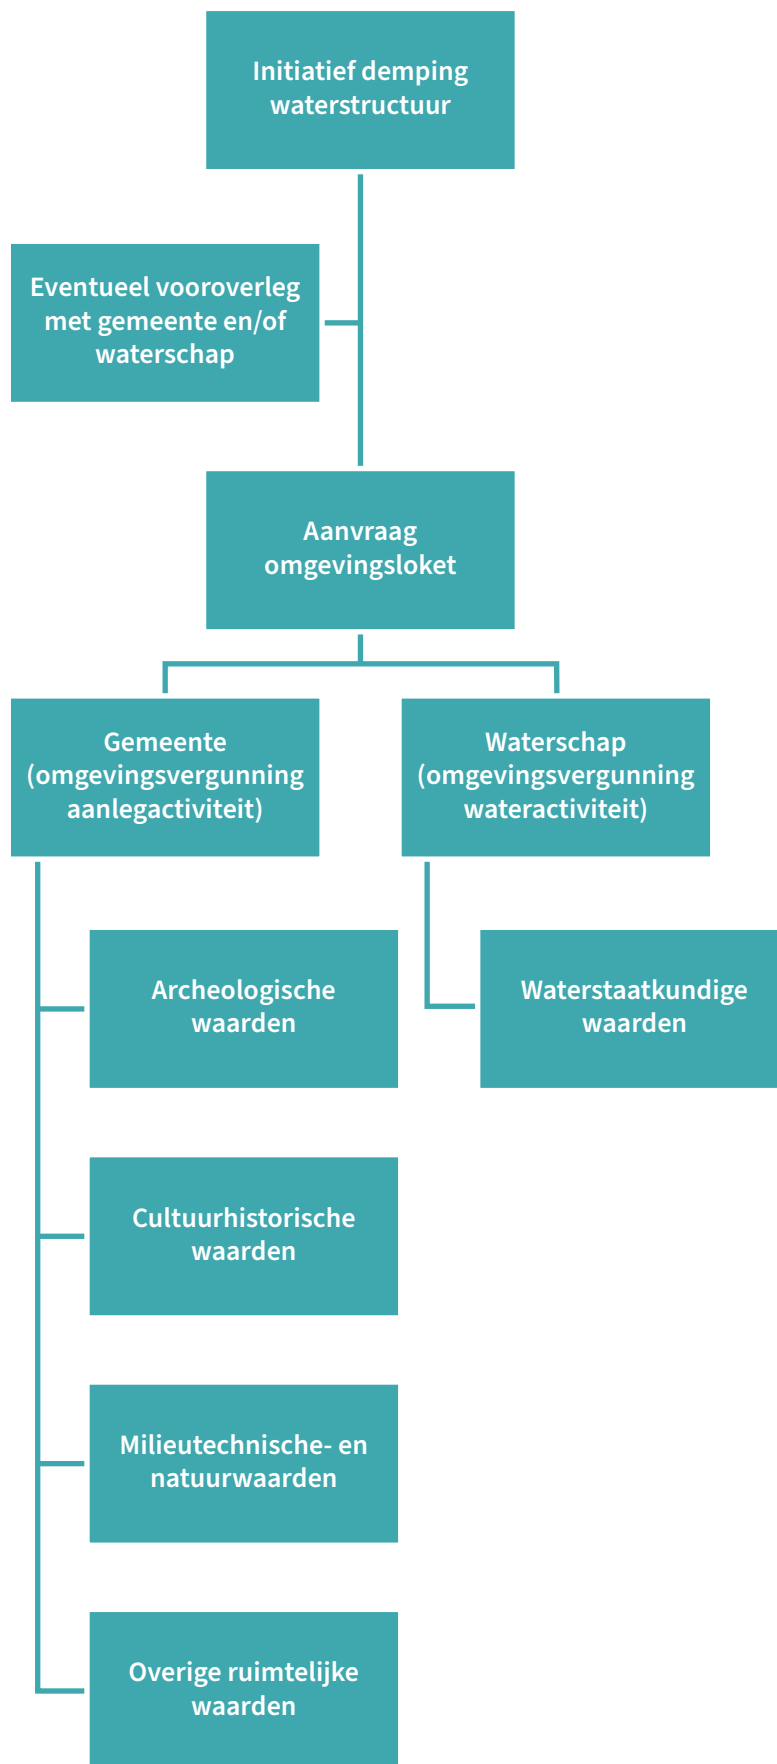 Initiatief demping
waterstructuur
Eventueel vooroverleg
met gemeente en/of
waterschap
Aanvraag
omgevingsloket
Gemeente
(omgevingsvergunning
aanlegactiviteit)
Waterschap
(omgevingsvergunning
wateractiviteit)
Archeologische
waarden
Waterstaatkundige
waarden
Cultuurhistorische
waarden
Milieutechnische- en
natuurwaarden
Overige ruimtelijke
waarden